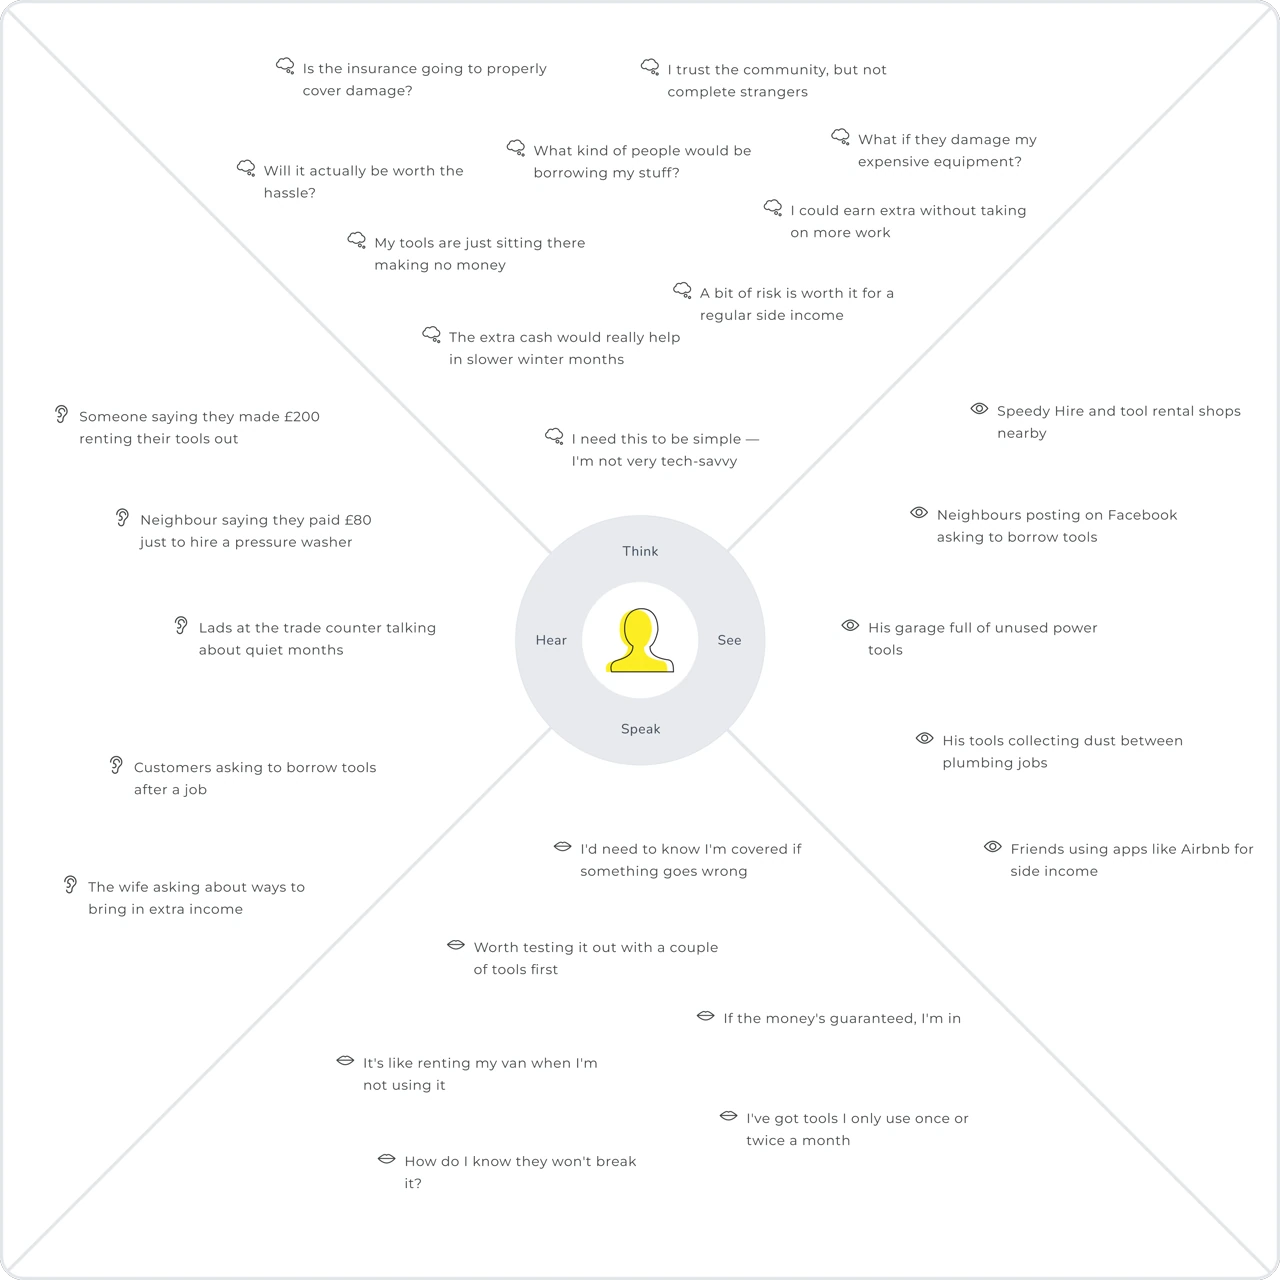 Is the insurance going to properly
cover damage?
I trust the community, but not
complete strangers
What if they damage my
expensive equipment?
What kind of people would be
borrowing my stuff?
Will it actually be worth the
hassle?
I could earn extra without taking
on more work
My tools are just sitting there
making no money
A bit of risk is worth it for a
regular side income
The extra cash would really help
in slower winter months
I need this to be simple —
I'm not very tech-savvy
Someone saying they made £200
renting their tools out
Neighbour saying they paid £80
just to hire a pressure washer
Lads at the trade counter talking
about quiet months
Customers asking to borrow tools
after a job
The wife asking about ways to
bring in extra income
Think
Hear
See
Speak
Speedy Hire and tool rental shops
nearby
Neighbours posting on Facebook
asking to borrow tools
His garage full of unused power
tools
His tools collecting dust between
plumbing jobs
Friends using apps like Airbnb for
side income
I'd need to know I'm covered if
something goes wrong
Worth testing it out with a couple
of tools first
If the money's guaranteed, I'm in
It's like renting my van when I'm
not using it
I've got tools I only use once or
twice a month
How do I know they won't break
it?